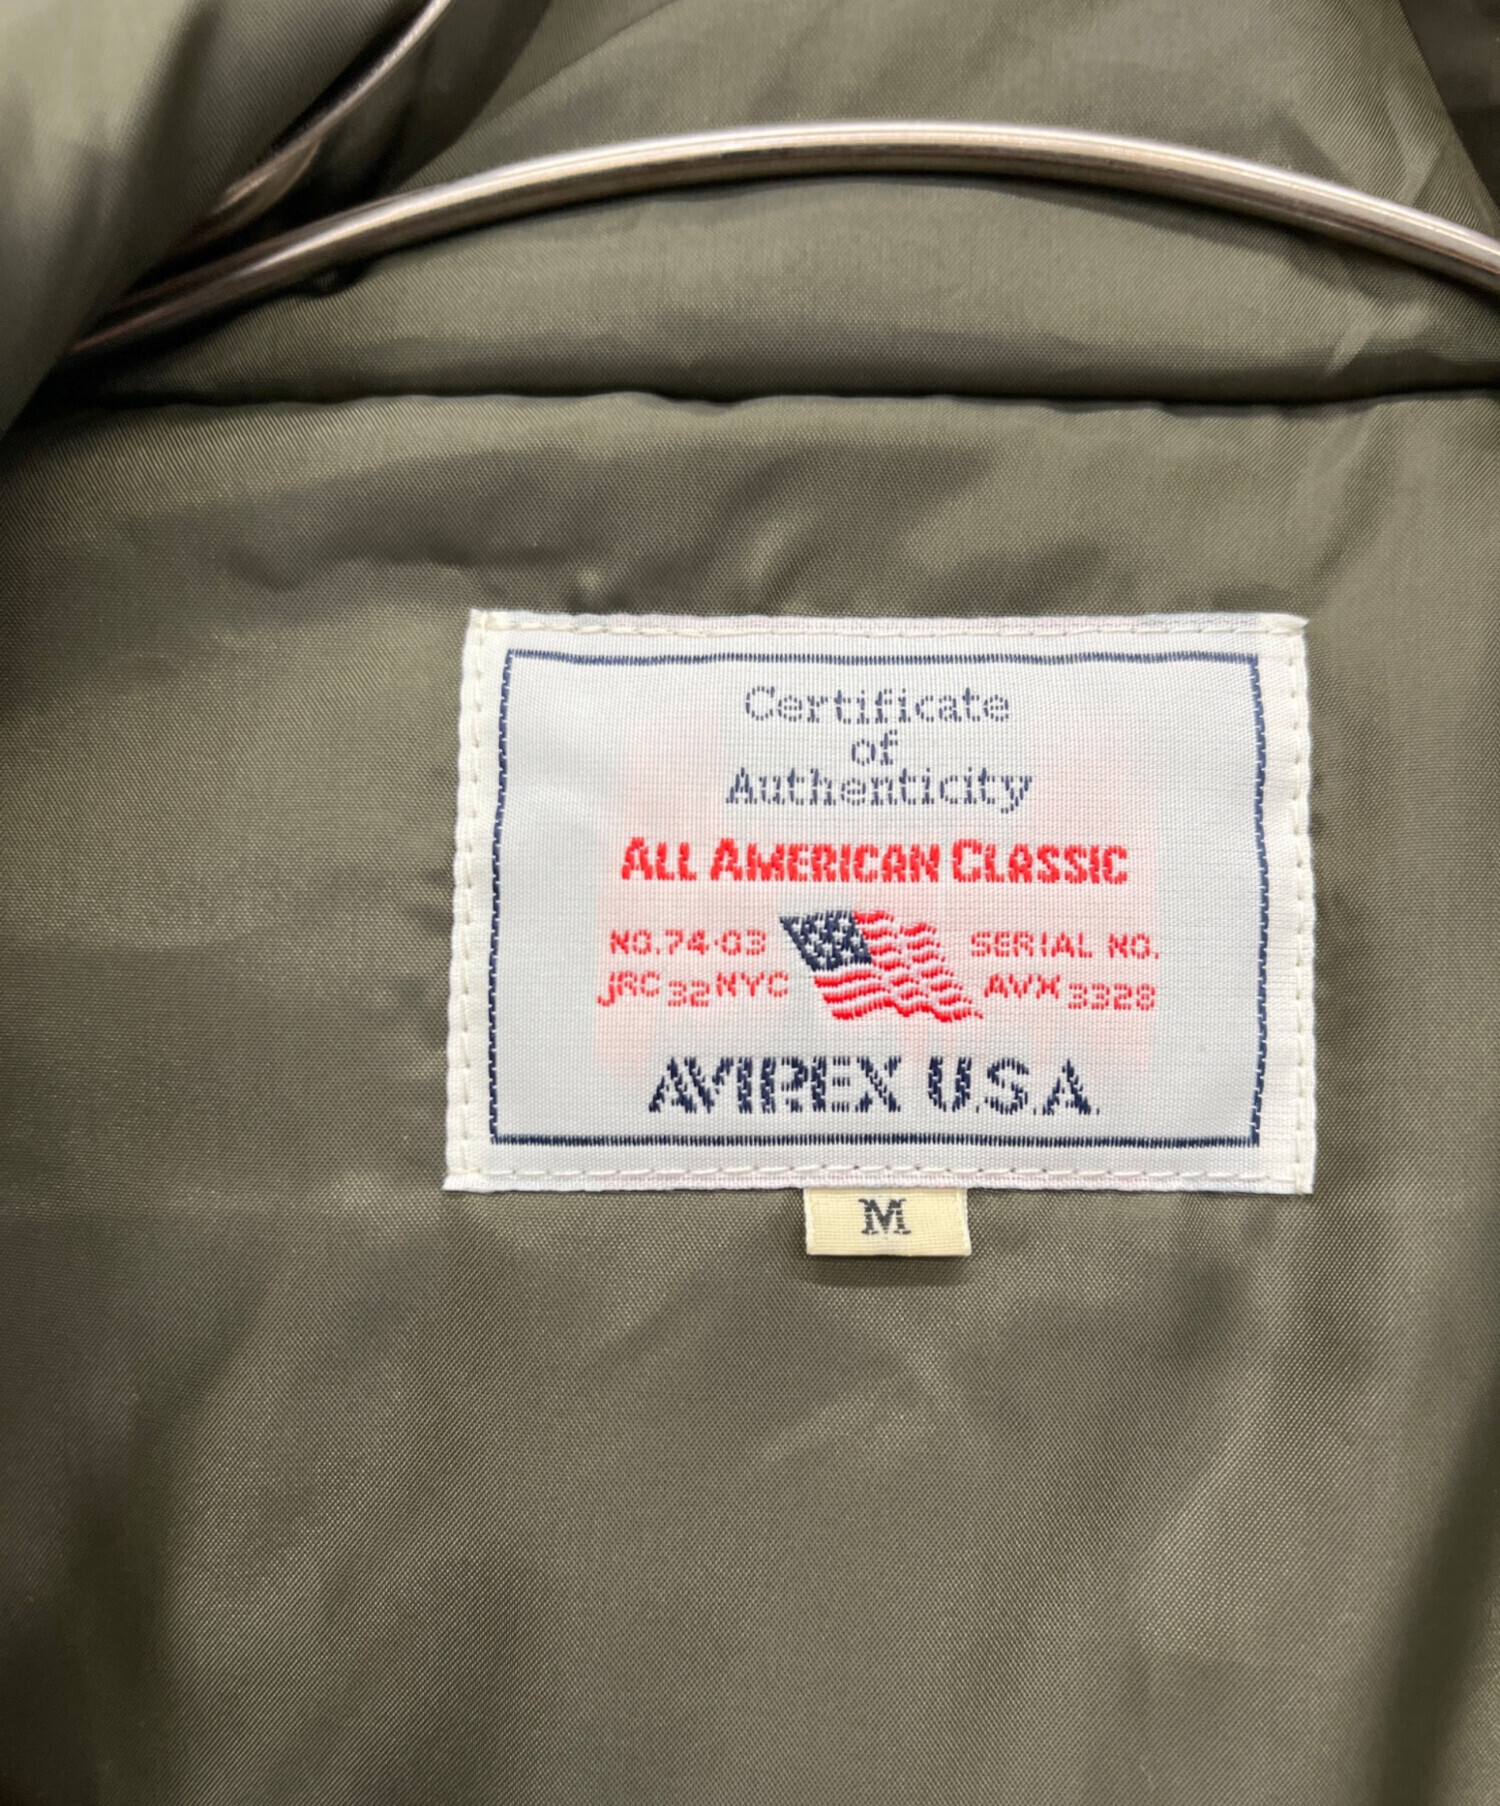 Certificate
of
Authenticity
ALL AMERICAN CLASSIC
NO.74-03 SERIAL NO.
JRC 32 NYC AVX 3328
AVIREX U.S.A.
M